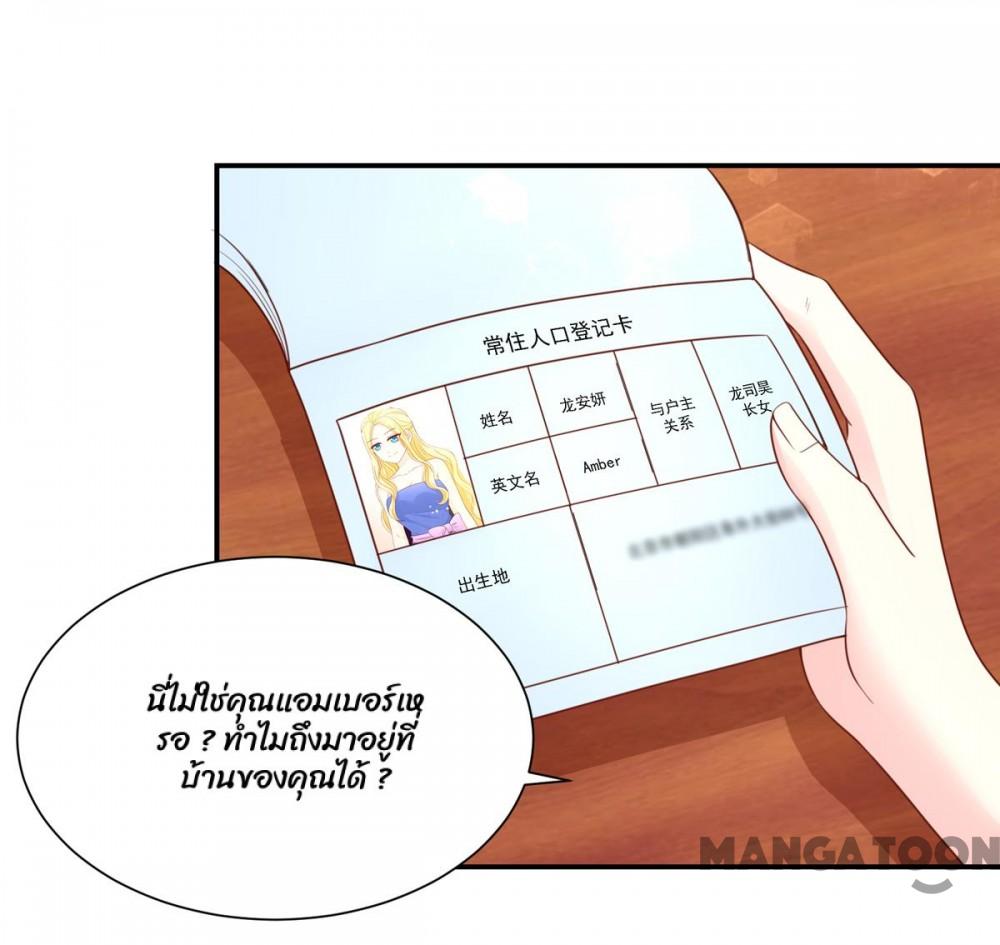 常住人口登记卡
姓名
龙安妍
与户主
关系
龙司昊
长女
英文名
Amber
出生地
นี่ไม่ใช่คุณแอมเบอร์เห
รอ ? ทำไมถึงมาอยู่ที่
บ้านของคุณได้ ?
MANGATOON